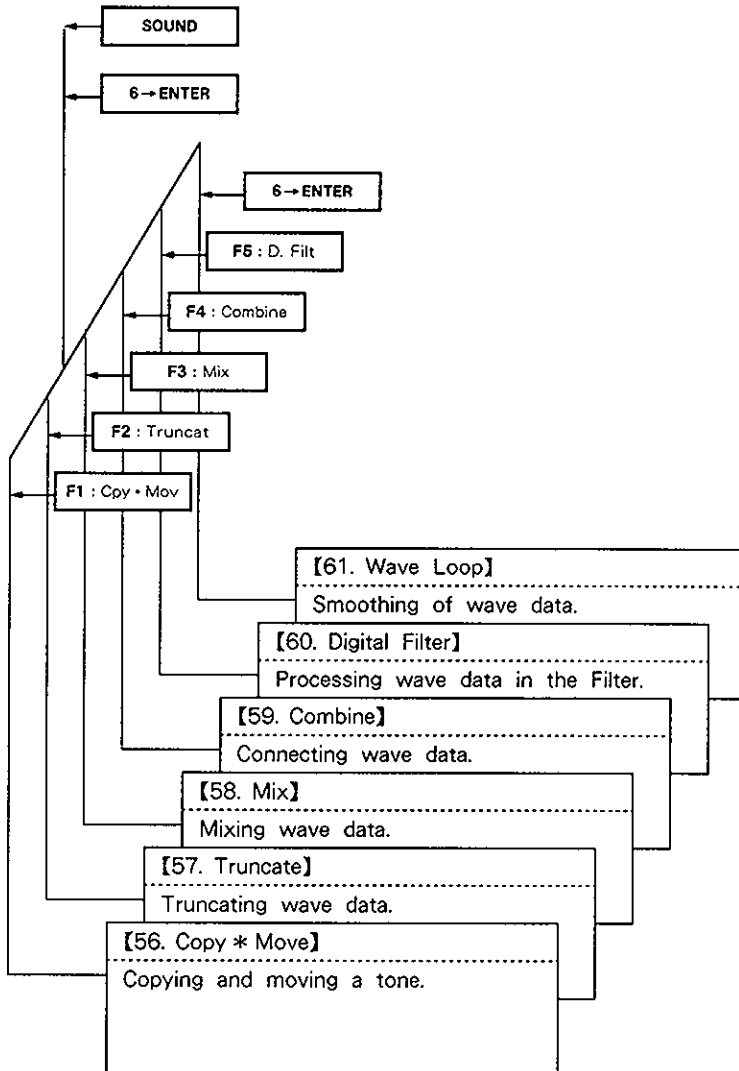 SOUND
6→ENTER
6→ENTER
F5 : D. Filt
F4 : Combine
F3 : Mix
F2 : Truncat
F1 : Cpy • Mov
【61. Wave Loop】
Smoothing of wave data.
【60. Digital Filter】
Processing wave data in the Filter.
【59. Combine】
Connecting wave data.
【58. Mix】
Mixing wave data.
【57. Truncate】
Truncating wave data.
【56. Copy * Move】
Copying and moving a tone.